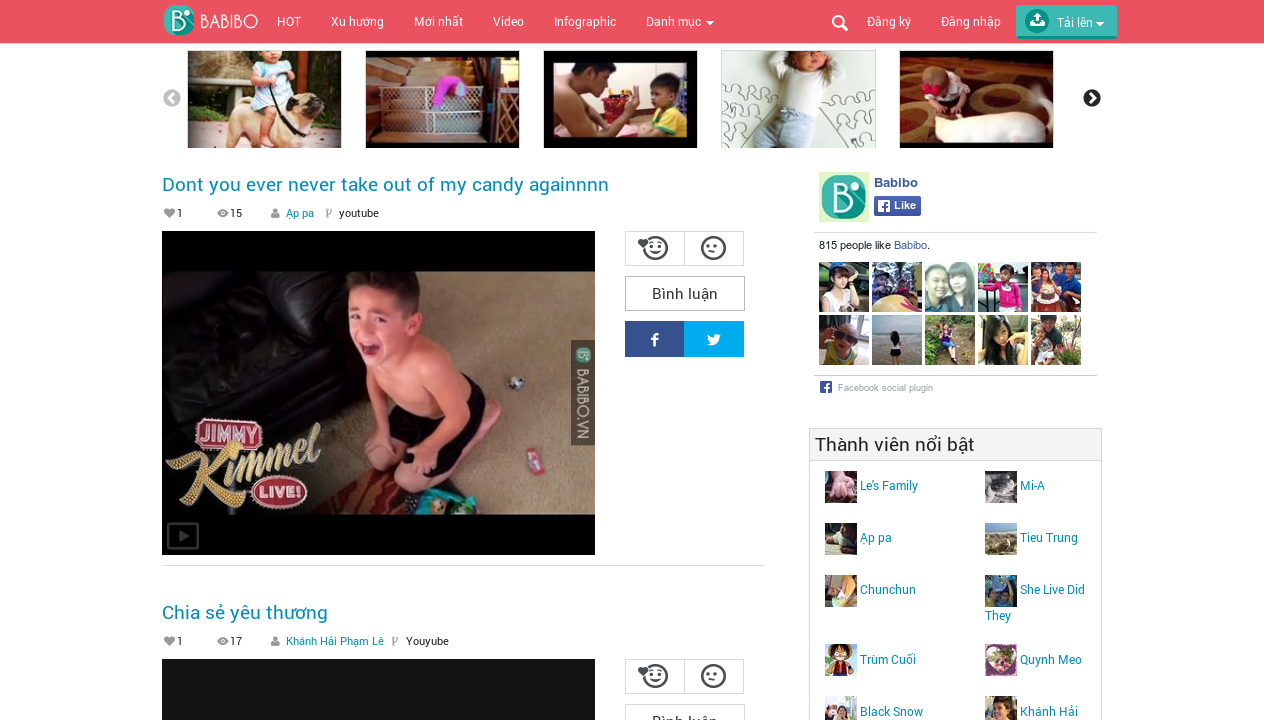 BABIBO HOT Xu hướng Mới nhất Video Infographic Danh mục Đăng ký Đăng nhập Tải lên
Dont you ever never take out of my candy againnnn
1 15 Ạp pa youtube
Bình luận
BABIBO.VN
JIMMY
Kimmel
LIVE!
Chia sẻ yêu thương
1 17 Khánh Hải Phạm Lê Youyube
Bình luận
Babibo
Like
815 people like Babibo.
Facebook social plugin
Thành viên nổi bật
Le's Family Mi-A
Ạp pa Tieu Trung
Chunchun She Live Did
They
Trùm Cuối Quynh Meo
Black Snow Khánh Hải